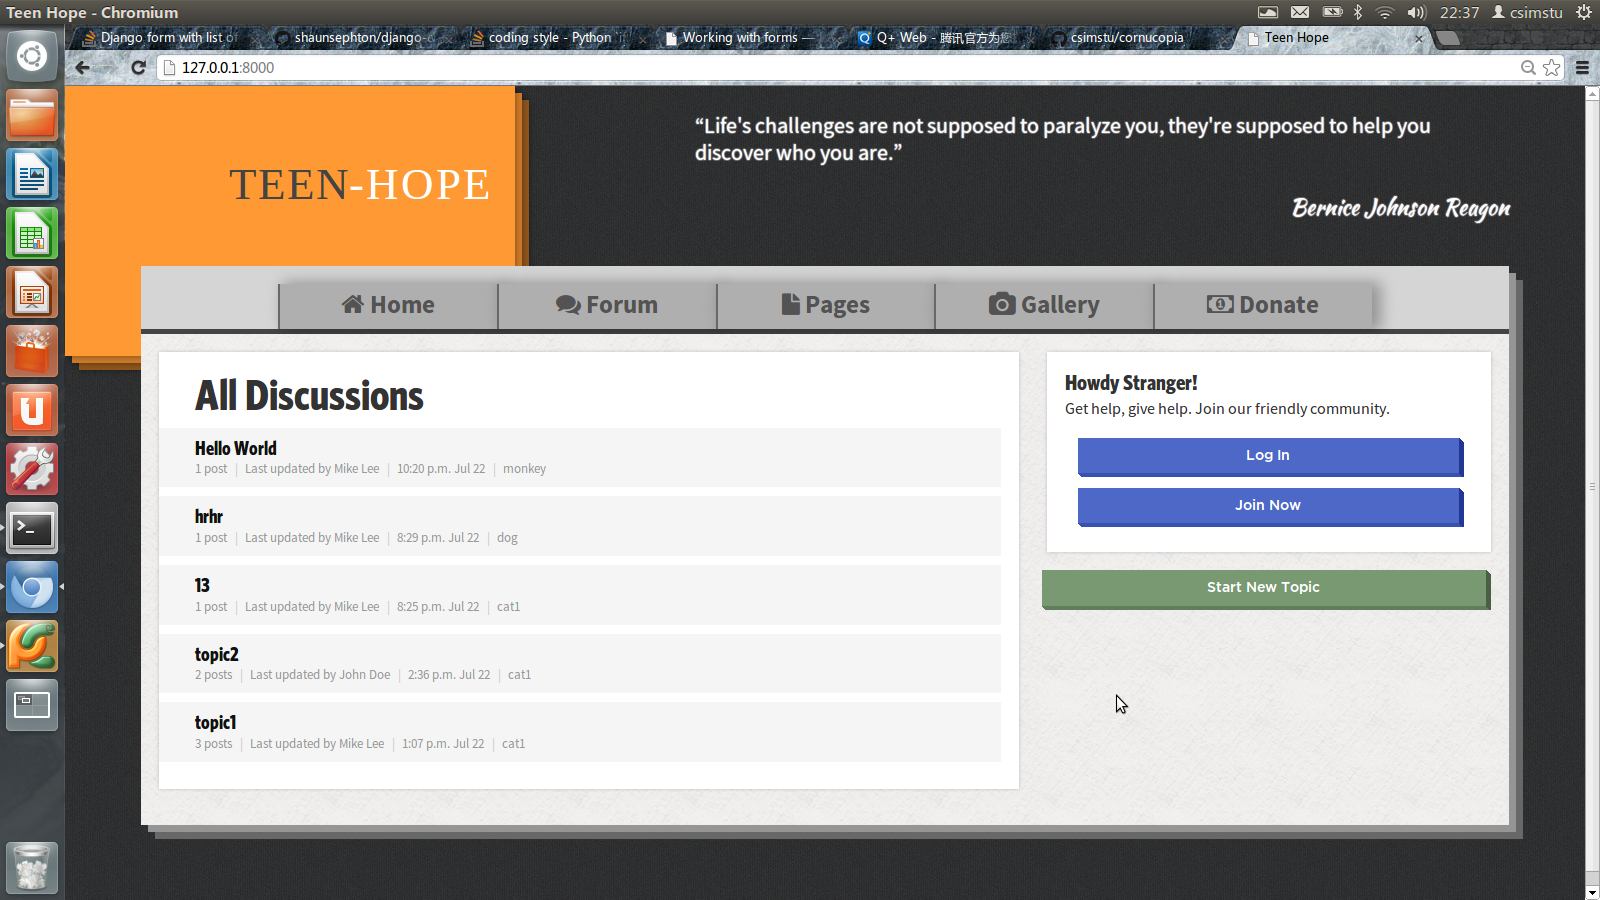 Teen Hope - Chromium
22:37 csimstu
Django form with list of
shaunsephton/django-c
coding style - Python
Working with forms —
Q+ Web - 腾讯官方为您
csimstu/cornucopia
Teen Hope
127.0.0.1:8000
“Life's challenges are not supposed to paralyze you, they're supposed to help you
discover who you are.”
Bernice Johnson Reagon
TEEN-HOPE
Home
Forum
Pages
Gallery
Donate
All Discussions
Hello World
1 post | Last updated by Mike Lee | 10:20 p.m. Jul 22 | monkey
hrhr
1 post | Last updated by Mike Lee | 8:29 p.m. Jul 22 | dog
13
1 post | Last updated by Mike Lee | 8:25 p.m. Jul 22 | cat1
topic2
2 posts | Last updated by John Doe | 2:36 p.m. Jul 22 | cat1
topic1
3 posts | Last updated by Mike Lee | 1:07 p.m. Jul 22 | cat1
Howdy Stranger!
Get help, give help. Join our friendly community.
Log In
Join Now
Start New Topic